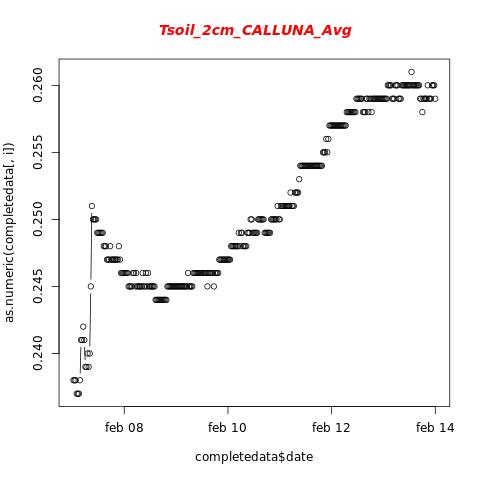 Tsoil_2cm_CALLUNA_Avg
as.numeric(completedata[, i])
0.260
0.255
0.250
0.245
0.240
feb 08
feb 10
feb 12
feb 14
completedata$date